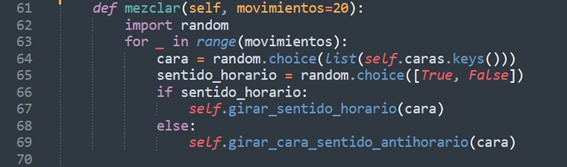 61 def mezclar(self, movimientos=20):
62 import random
63 for _ in range(movimientos):
64 cara = random.choice(list(self.caras.keys()))
65 sentido_horario = random.choice([True, False])
66 if sentido_horario:
67 self.girar_sentido_horario(cara)
68 else:
69 self.girar_cara_sentido_antihorario(cara)
70